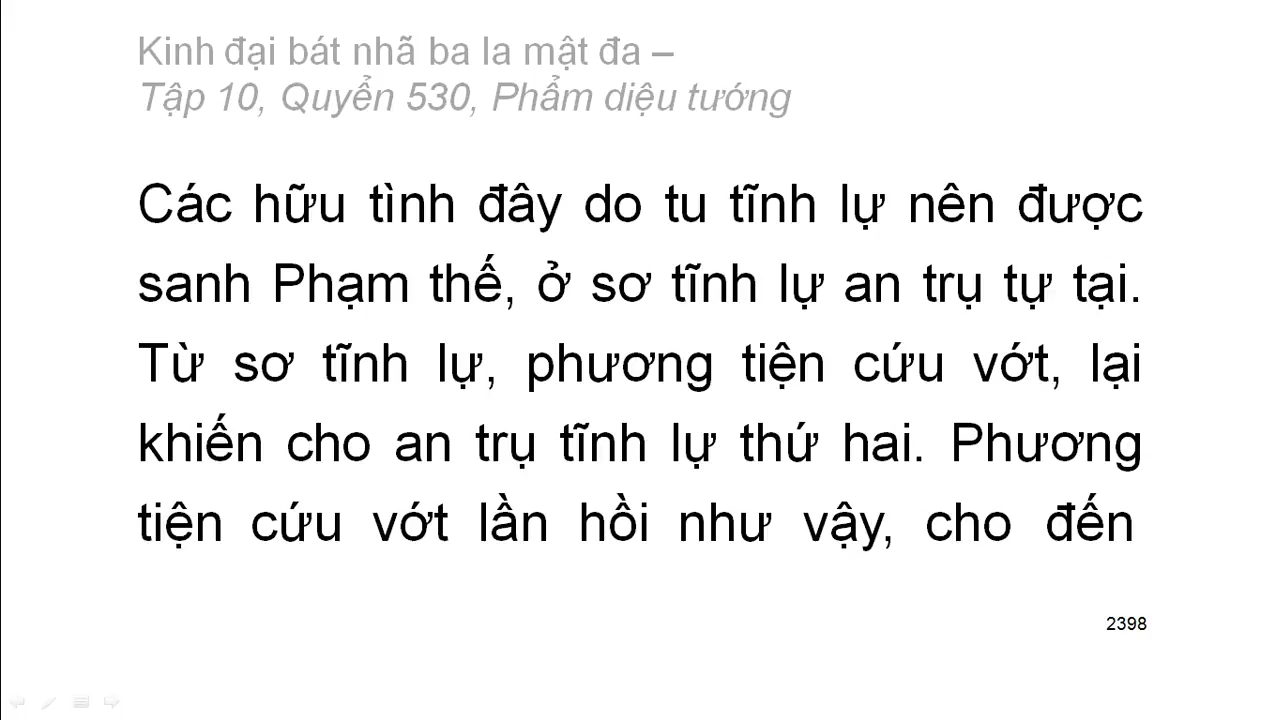 Kinh đại bát nhã ba la mật đa –
Tập 10, Quyển 530, Phẩm diệu tướng
Các hữu tình đây do tu tĩnh lự nên được
sanh Phạm thế, ở sơ tĩnh lự an trụ tự tại.
Từ sơ tĩnh lự, phương tiện cứu vớt, lại
khiến cho an trụ tĩnh lự thứ hai. Phương
tiện cứu vớt lần hồi như vậy, cho đến
2398